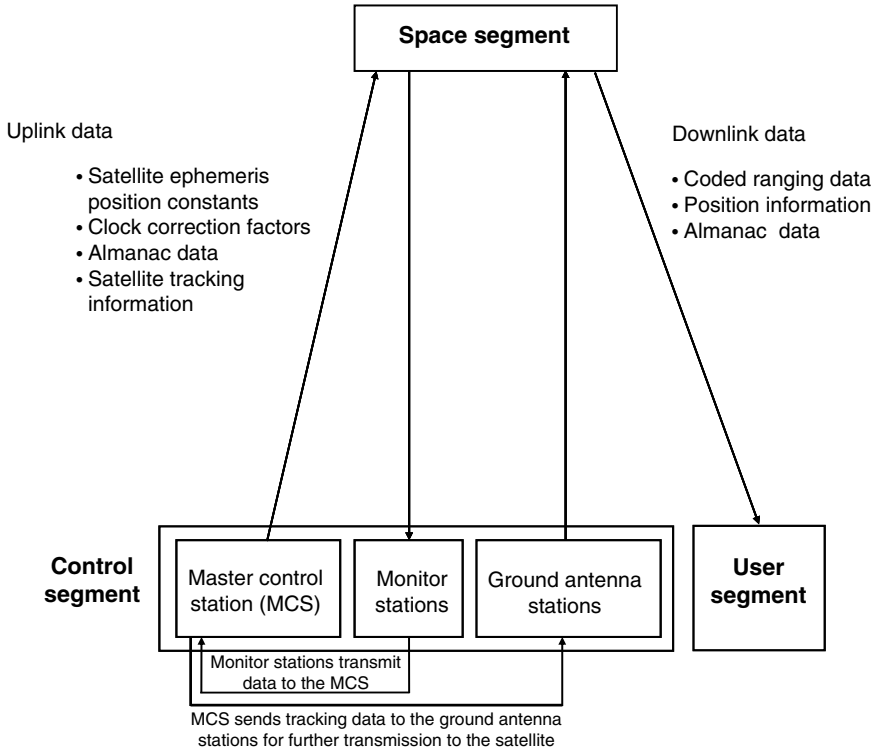 Space segment
Uplink data
• Satellite ephemeris
position constants
• Clock correction factors
• Almanac data
• Satellite tracking
information
Downlink data
• Coded ranging data
• Position information
• Almanac data
Control
segment
Master control
station (MCS)
Monitor
stations
Ground antenna
stations
User
segment
Monitor stations transmit
data to the MCS
MCS sends tracking data to the ground antenna
stations for further transmission to the satellite